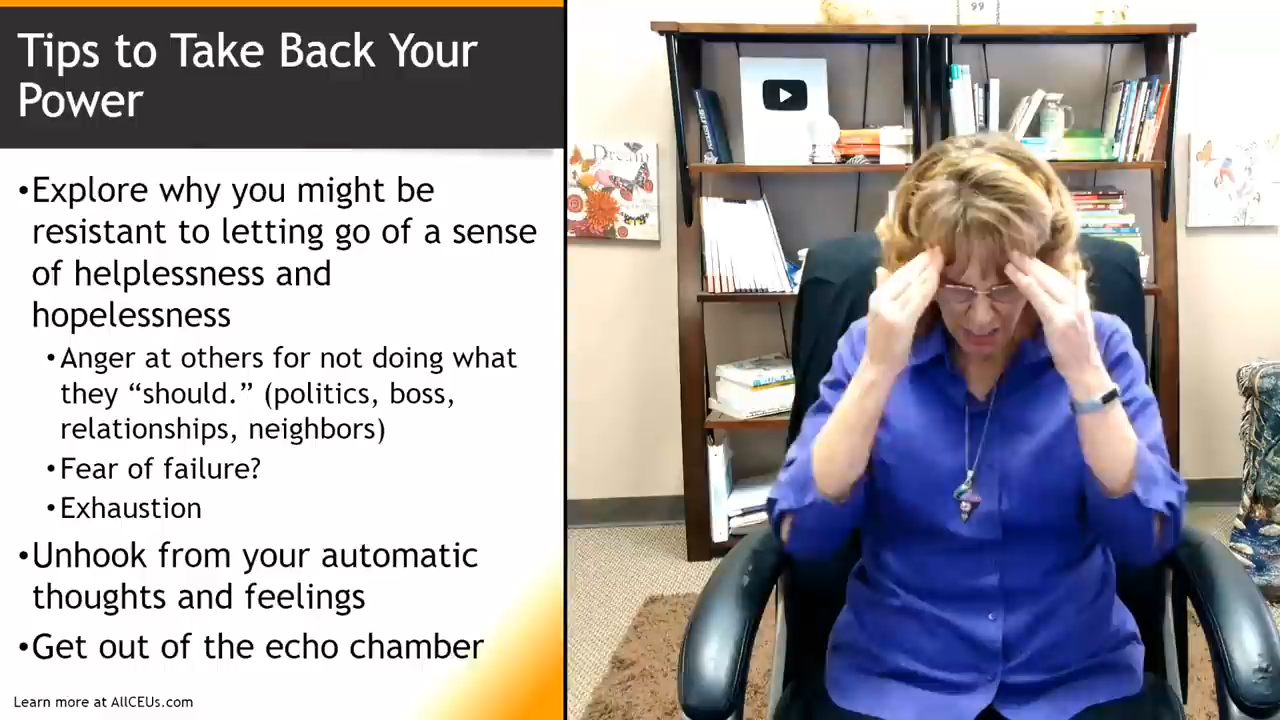 Tips to Take Back Your
Power
•Explore why you might be
resistant to letting go of a sense
of helplessness and
hopelessness
•Anger at others for not doing what
they “should.” (politics, boss,
relationships, neighbors)
•Fear of failure?
•Exhaustion
•Unhook from your automatic
thoughts and feelings
•Get out of the echo chamber
Learn more at AllCEUs.com
Dream